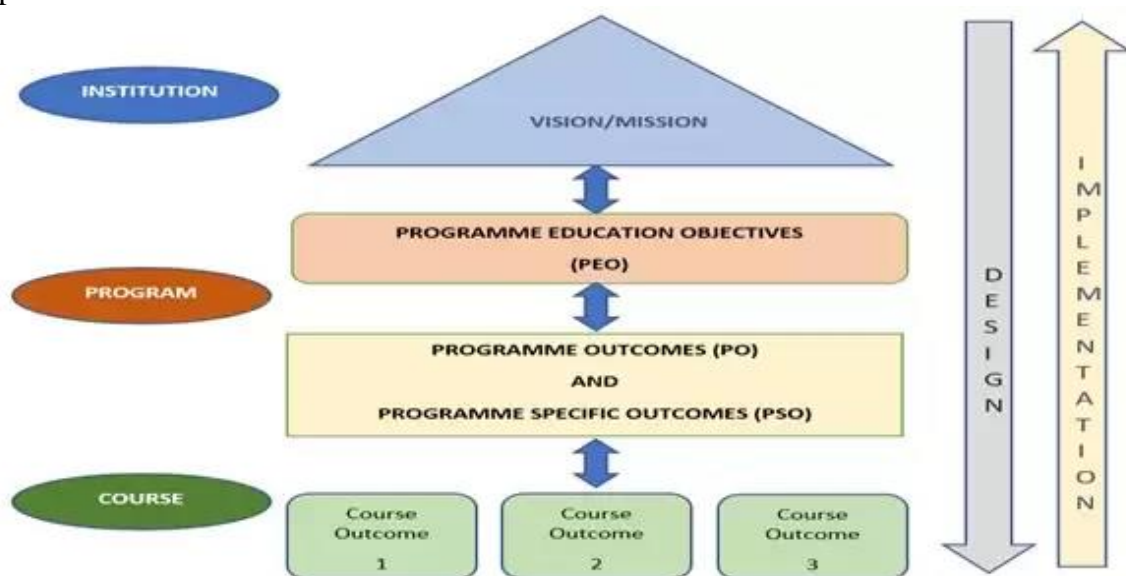 INSTITUTION
VISION/MISSION
PROGRAMME EDUCATION OBJECTIVES
(PEO)
PROGRAM
PROGRAMME OUTCOMES (PO)
AND
PROGRAMME SPECIFIC OUTCOMES (PSO)
COURSE
Course
Outcome
1
Course
Outcome
2
Course
Outcome
3
DESIGN
IMPLEMENTATION